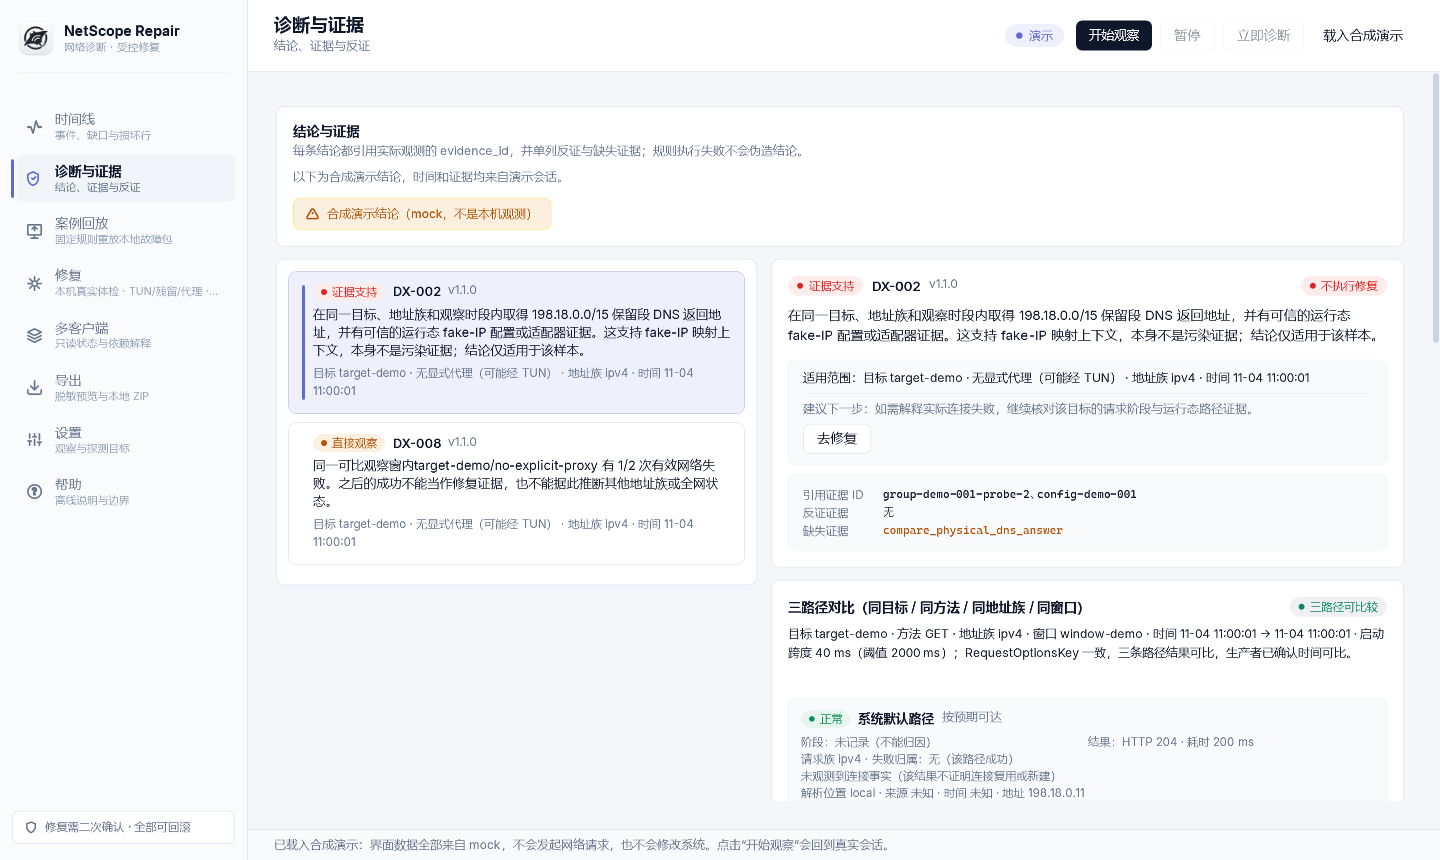 NetScope Repair
网络诊断 · 受控修复
时间线
事件、缺口与损坏行
诊断与证据
结论、证据与反证
案例回放
固定规则重放本地故障包
修复
本机真实体检 · TUN/残留/代理 ·...
多客户端
只读状态与依赖解释
导出
脱敏预览与本地 ZIP
设置
观察与探测目标
帮助
离线说明与边界
修复需二次确认 · 全部可回滚
诊断与证据
结论、证据与反证
演示
开始观察
暂停
立即诊断
载入合成演示
结论与证据
每条结论都引用实际观测的 evidence_id，并单列反证与缺失证据；规则执行失败不会伪造结论。
以下为合成演示结论，时间和证据均来自演示会话。
合成演示结论（mock，不是本机观测）
证据支持 DX-002 v1.1.0
在同一目标、地址族和观察时段内取得 198.18.0.0/15 保留段 DNS 返回地
址，并有可信的运行态 fake-IP 配置或适配器证据。这支持 fake-IP 映射上
下文，本身不是污染证据；结论仅适用于该样本。
目标 target-demo · 无显式代理（可能经 TUN） · 地址族 ipv4 · 时间 11-04
11:00:01
直接观察 DX-008 v1.1.0
同一可比观察窗内target-demo/no-explicit-proxy 有 1/2 次有效网络失
败。之后的成功不能当作修复证据，也不能据此推断其他地址族或全网状
态。
目标 target-demo · 无显式代理（可能经 TUN） · 地址族 ipv4 · 时间 11-04
11:00:01
证据支持 DX-002 v1.1.0
不执行修复
在同一目标、地址族和观察时段内取得 198.18.0.0/15 保留段 DNS 返回地址，并有可信的运行态
fake-IP 配置或适配器证据。这支持 fake-IP 映射上下文，本身不是污染证据；结论仅适用于该样本。
适用范围：目标 target-demo · 无显式代理（可能经 TUN） · 地址族 ipv4 · 时间 11-04 11:00:01
建议下一步：如需解释实际连接失败，继续核对该目标的请求阶段与运行态路径证据。
去修复
引用证据 ID group-demo-001-probe-2、config-demo-001
反证证据 无
缺失证据 compare_physical_dns_answer
三路径对比（同目标 / 同方法 / 同地址族 / 同窗口）
三路径可比较
目标 target-demo · 方法 GET · 地址族 ipv4 · 窗口 window-demo · 时间 11-04 11:00:01 → 11-04 11:00:01 · 启动
跨度 40 ms（阈值 2000 ms）；RequestOptionsKey 一致，三条路径结果可比，生产者已确认时间可比。
正常 系统默认路径 按预期可达
阶段：未记录（不能归因） 结果：HTTP 204 · 耗时 200 ms
请求族 ipv4 · 失败归属：无（该路径成功）
未观测到连接事实（该结果不证明连接复用或新建）
解析位置 local · 来源 未知 · 时间 未知 · 地址 198.18.0.11
已载入合成演示：界面数据全部来自 mock，不会发起网络请求，也不会修改系统。点击“开始观察”会回到真实会话。